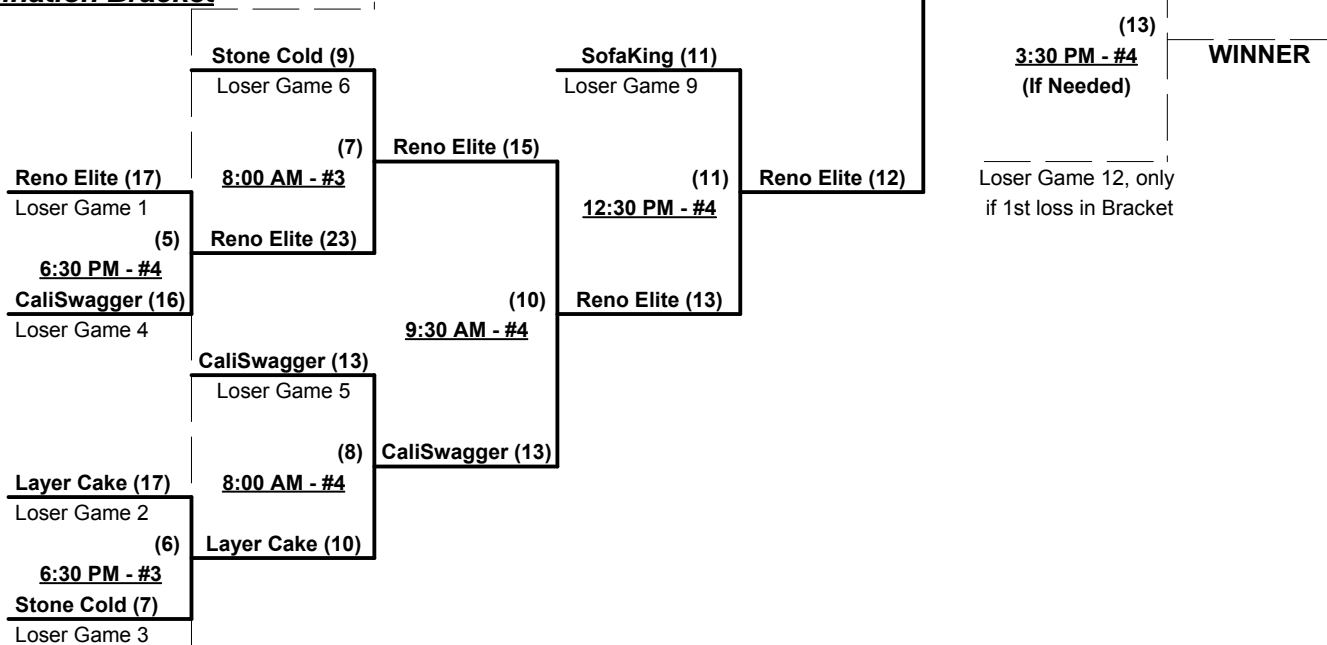 Bracket
(13)
Stone Cold (9)
SofaKing (11)
3:30 PM - #4
WINNER
Loser Game 6
Loser Game 9
(If Needed)
(7)
Reno Elite (15)
Reno Elite (17)
8:00 AM - #3
(11)
Reno Elite (12)
Loser Game 12, only
Loser Game 1
12:30 PM - #4
if 1st loss in Bracket
(5)
Reno Elite (23)
6:30 PM - #4
CaliSwagger (16)
(10)
Reno Elite (13)
Loser Game 4
9:30 AM - #4
CaliSwagger (13)
Loser Game 5
(8)
CaliSwagger (13)
Layer Cake (17)
8:00 AM - #4
Loser Game 2
(6)
Layer Cake (10)
6:30 PM - #3
Stone Cold (7)
Loser Game 3